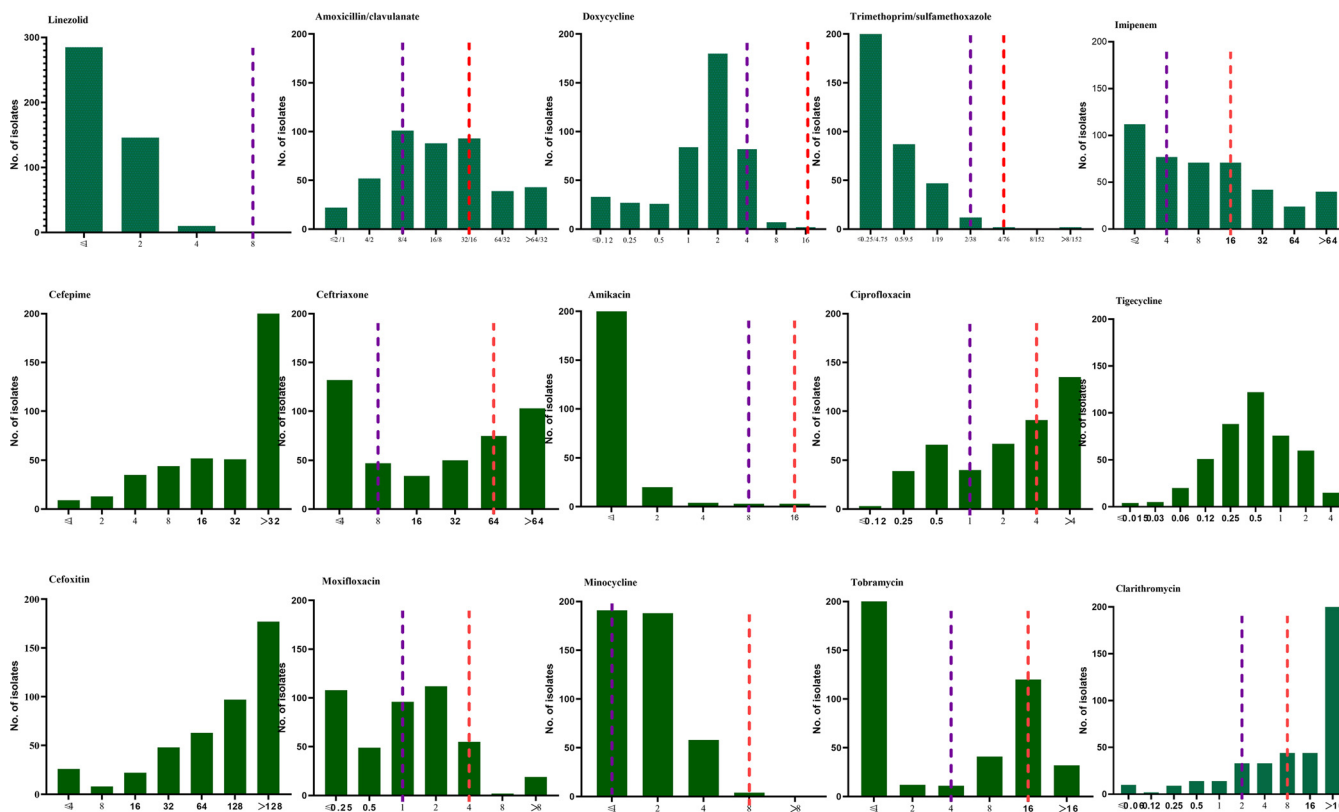 Linezolid
No. of isolates
300
200
100
0
≤1 2 4 8
Amoxicillin/clavulanate
No. of isolates
200
150
100
50
0
≤2/1 4/2 8/4 16/8 32/16 64/32 >64/32
Doxycycline
No. of isolates
200
150
100
50
0
≤0.12 0.25 0.5 1 2 4 8 16
Trimethoprim/sulfamethoxazole
No. of isolates
200
150
100
50
0
≤0.25/4.75 0.5/9.5 1/19 2/38 4/76 8/152 >8/152
Imipenem
No. of isolates
200
150
100
50
0
≤2 4 8 16 32 64 >64
Cefepime
No. of isolates
200
150
100
50
0
≤1 2 4 8 16 32 >32
Ceftriaxone
No. of isolates
200
150
100
50
0
≤4 8 16 32 64 >64
Amikacin
No. of isolates
200
150
100
50
0
≤1 2 4 8 16
Ciprofloxacin
No. of isolates
200
150
100
50
0
≤0.12 0.25 0.5 1 2 4 >4
Tigecycline
No. of isolates
200
150
100
50
0
≤0.015 0.03 0.06 0.12 0.25 0.5 1 2 4
Cefoxitin
No. of isolates
200
150
100
50
0
≤4 8 16 32 64 128 >128
Moxifloxacin
No. of isolates
200
150
100
50
0
≤0.25 0.5 1 2 4 8 >8
Minocycline
No. of isolates
200
150
100
50
0
≤1 2 4 8 >8
Tobramycin
No. of isolates
200
150
100
50
0
≤1 2 4 8 16 >16
Clarithromycin
No. of isolates
200
150
100
50
0
≤0.06 0.12 0.25 0.5 1 2 4 8 16